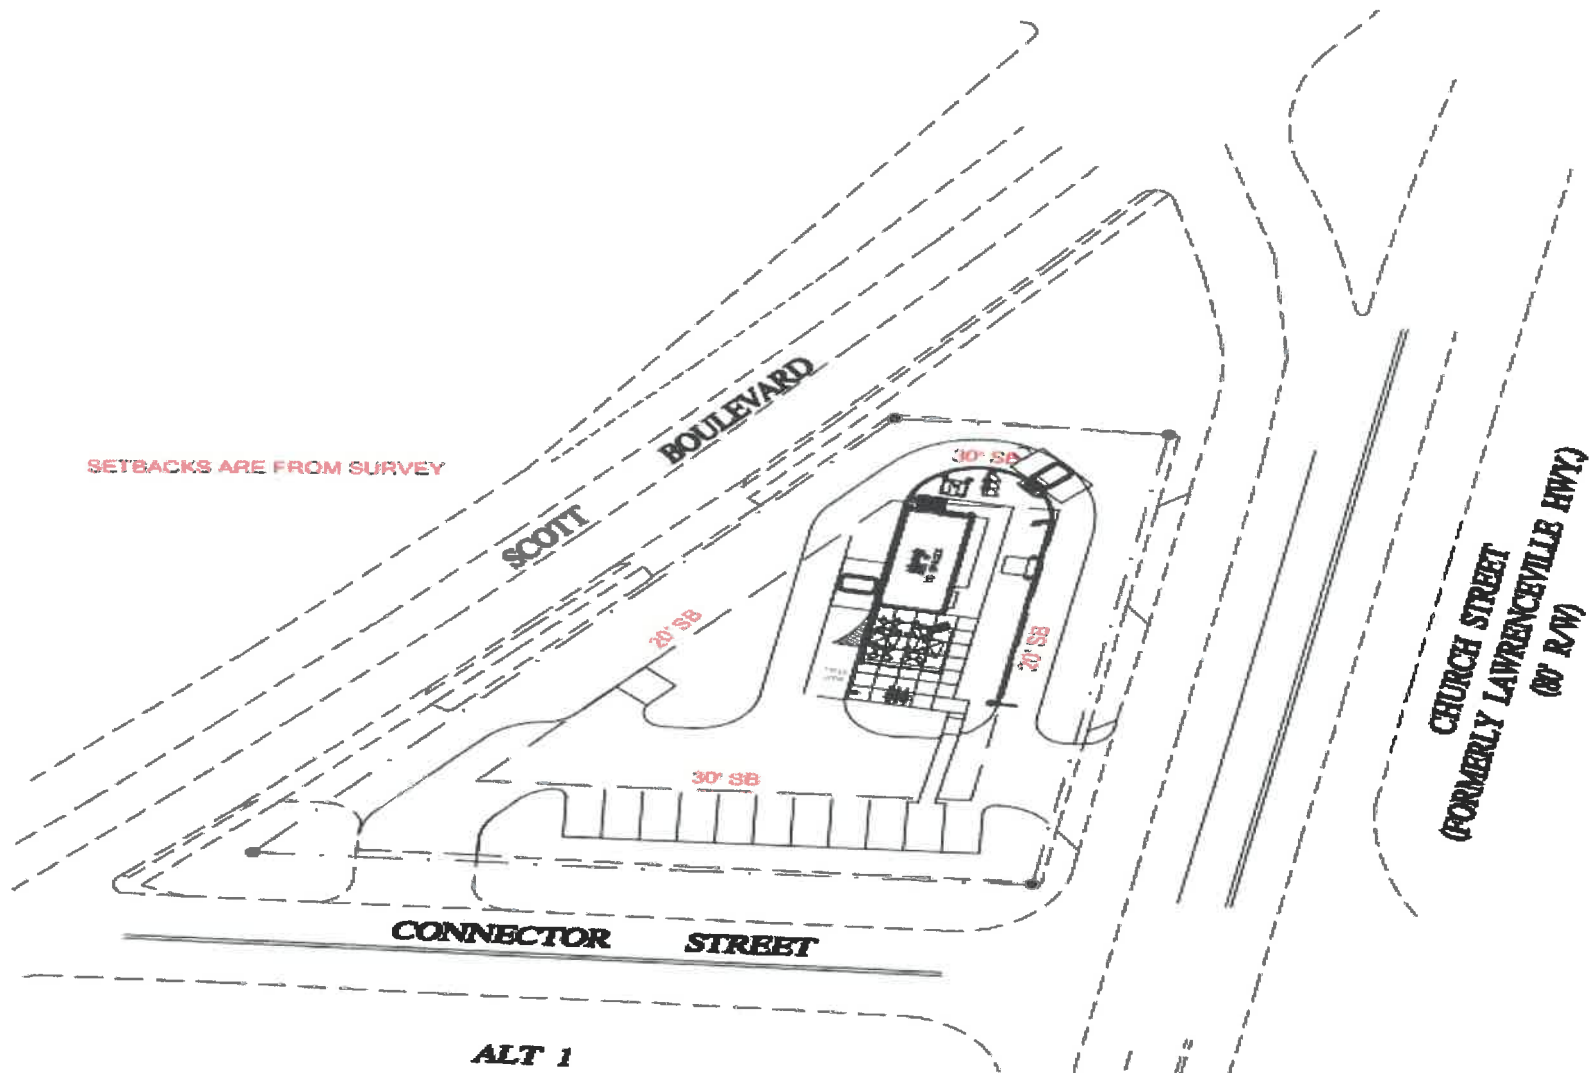 SETBACKS ARE FROM SURVEY
SCOTT BOULEVARD
30' SB
20' SB
20' SB
30' SB
CHURCH STREET
(FORMERLY LAWRENCEVILLE HWY.)
(80' R/W)
CONNECTOR STREET
ALT 1